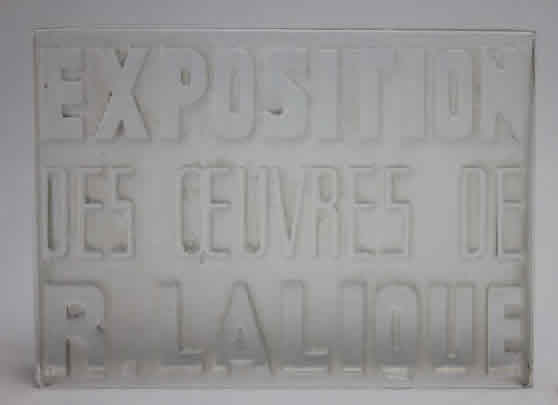 EXPOSITION
DES ŒUVRES DE
R. LALIQUE